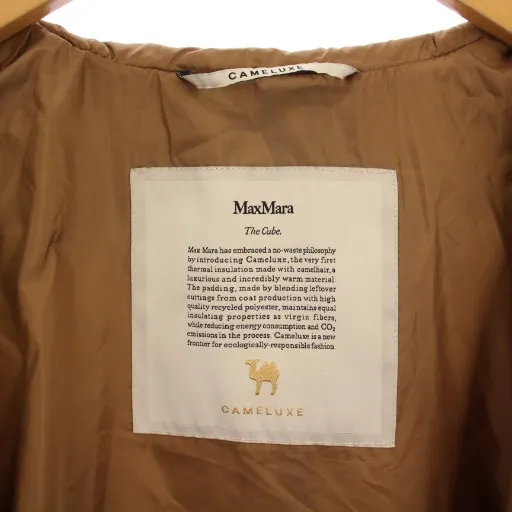 CAMELUXE
MaxMara
The Cube.
Max Mara has embraced a no-waste philosophy
by introducing Cameluxe, the very first
thermal insulation made with camelhair, a
luxurious and incredibly warm material.
The padding, made by blending leftover
cuttings from coat production with high
quality recycled polyester, maintains equal
insulating properties as virgin fibers,
while reducing energy consumption and CO₂
emissions in the process. Cameluxe is a new
frontier for ecologically-responsible fashion.
CAMELUXE